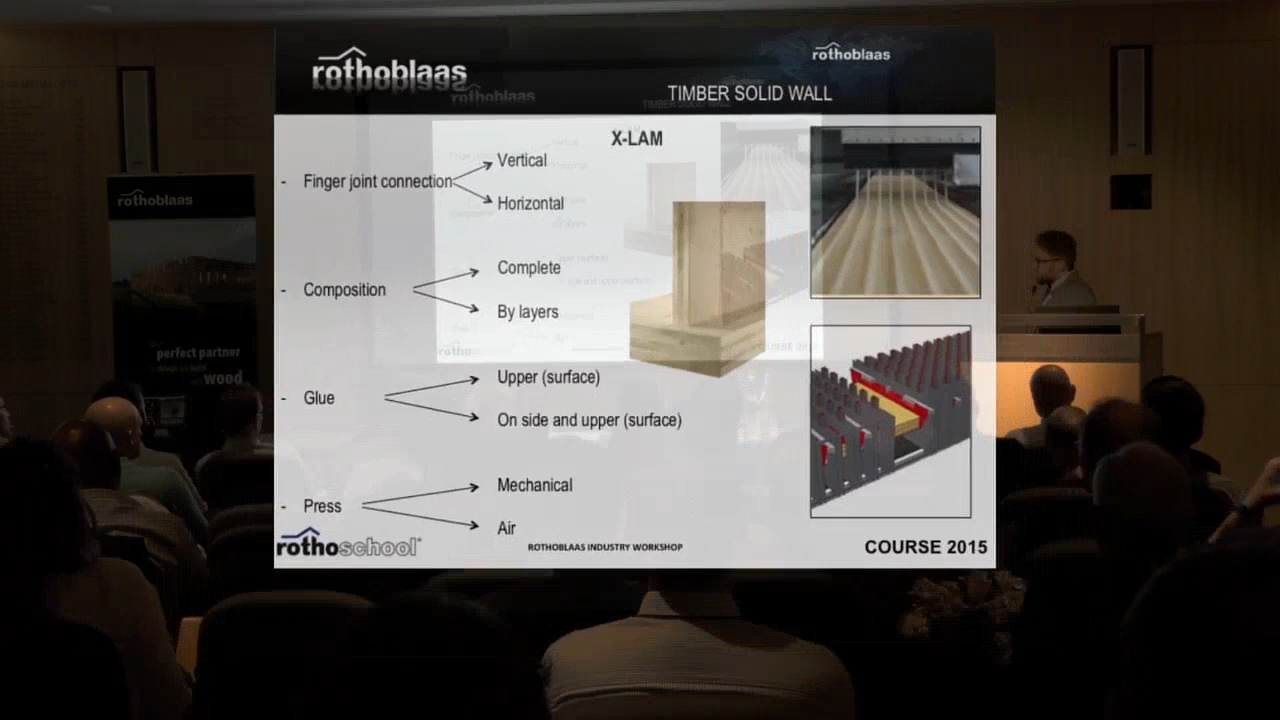 rothoblaas
rothoblaas
TIMBER SOLID WALL
rothoblaas
X-LAM
- Finger joint connection
Vertical
Horizontal
- Composition
Complete
By layers
- Glue
Upper (surface)
On side and upper (surface)
- Press
Mechanical
Air
rothoschool
ROTHOBLAAS INDUSTRY WORKSHOP
COURSE 2015
rothoblaas
perfect partner
wood